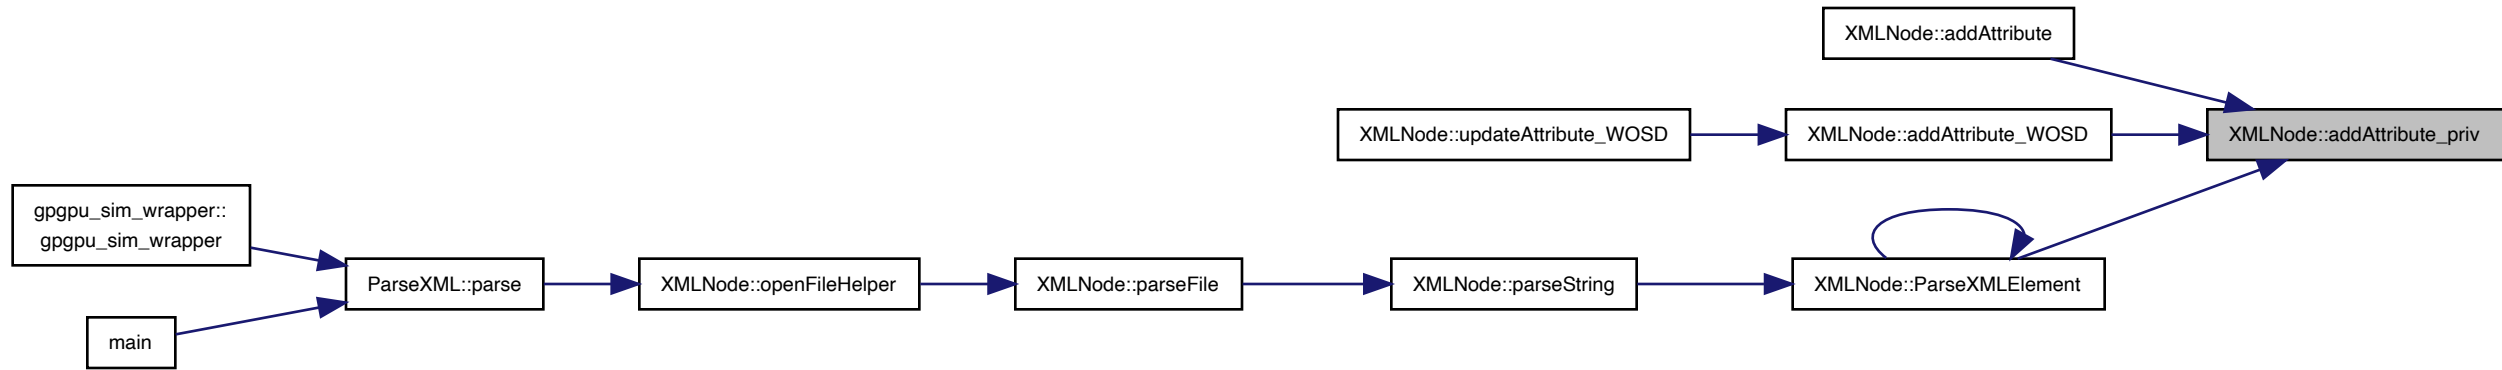 XMLNode::addAttribute
XMLNode::updateAttribute_WOSD
XMLNode::addAttribute_WOSD
XMLNode::addAttribute_priv
gpgpu_sim_wrapper::
gpgpu_sim_wrapper
ParseXML::parse
XMLNode::openFileHelper
XMLNode::parseFile
XMLNode::parseString
XMLNode::ParseXMLElement
main